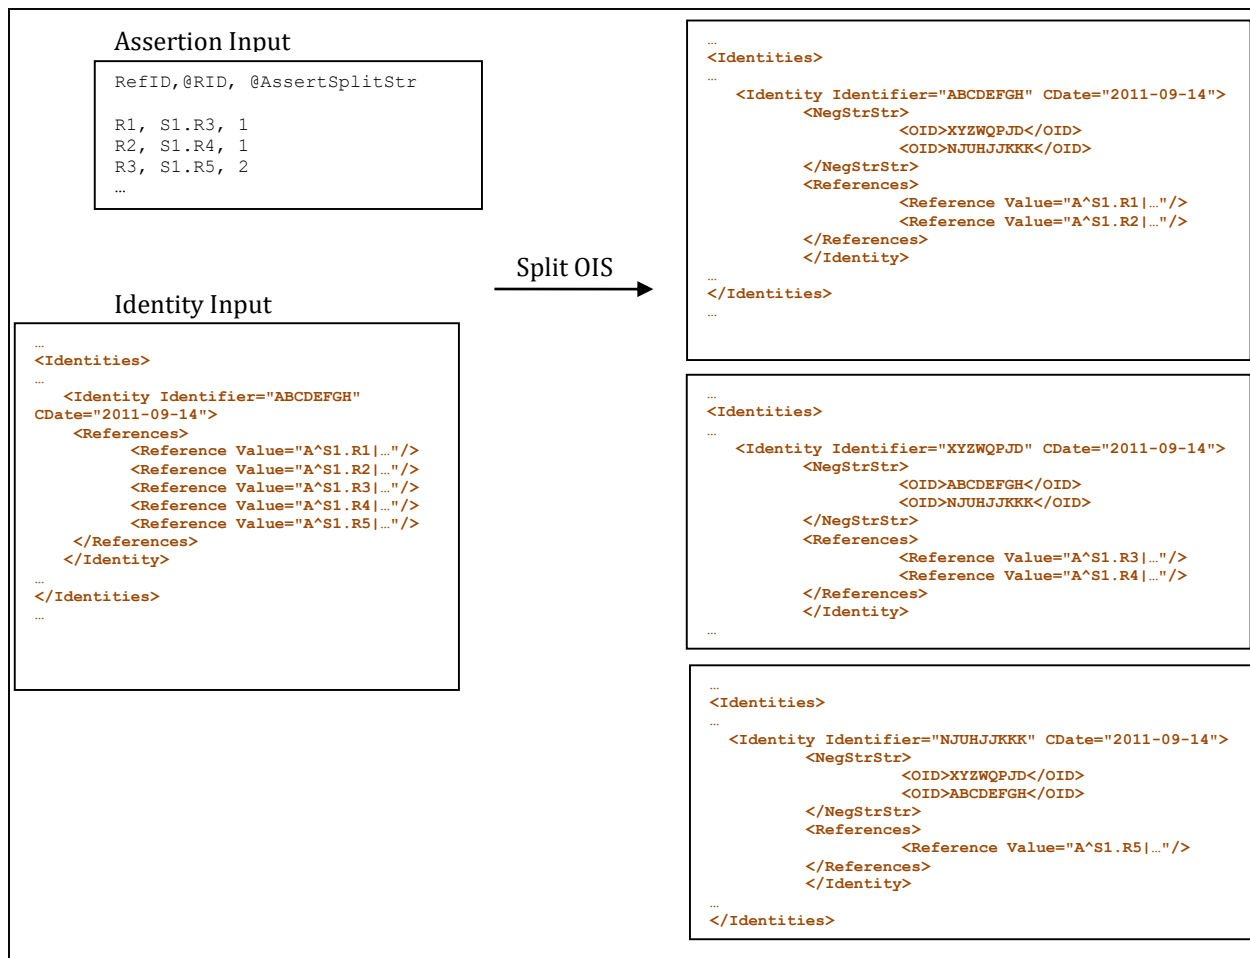 Assertion Input
RefID,@RID, @AssertSplitStr
R1, S1.R3, 1
R2, S1.R4, 1
R3, S1.R5, 2
…
Identity Input
…
<Identities>
…
<Identity Identifier="ABCDEFGH"
CDate="2011-09-14">
<References>
<Reference Value="A^S1.R1|…"/>
<Reference Value="A^S1.R2|…"/>
<Reference Value="A^S1.R3|…"/>
<Reference Value="A^S1.R4|…"/>
<Reference Value="A^S1.R5|…"/>
</References>
</Identity>
…
</Identities>
…
Split OIS
…
<Identities>
…
<Identity Identifier="ABCDEFGH" CDate="2011-09-14">
<NegStrStr>
<OID>XYZWQPJD</OID>
<OID>NJUHJJKKK</OID>
</NegStrStr>
<References>
<Reference Value="A^S1.R1|…"/>
<Reference Value="A^S1.R2|…"/>
</References>
</Identity>
…
</Identities>
…
…
<Identities>
…
<Identity Identifier="XYZWQPJD" CDate="2011-09-14">
<NegStrStr>
<OID>ABCDEFGH</OID>
<OID>NJUHJJKKK</OID>
</NegStrStr>
<References>
<Reference Value="A^S1.R3|…"/>
<Reference Value="A^S1.R4|…"/>
</References>
</Identity>
…
…
<Identities>
…
<Identity Identifier="NJUHJJKKK" CDate="2011-09-14">
<NegStrStr>
<OID>XYZWQPJD</OID>
<OID>ABCDEFGH</OID>
</NegStrStr>
<References>
<Reference Value="A^S1.R5|…"/>
</References>
</Identity>
…
</Identities>